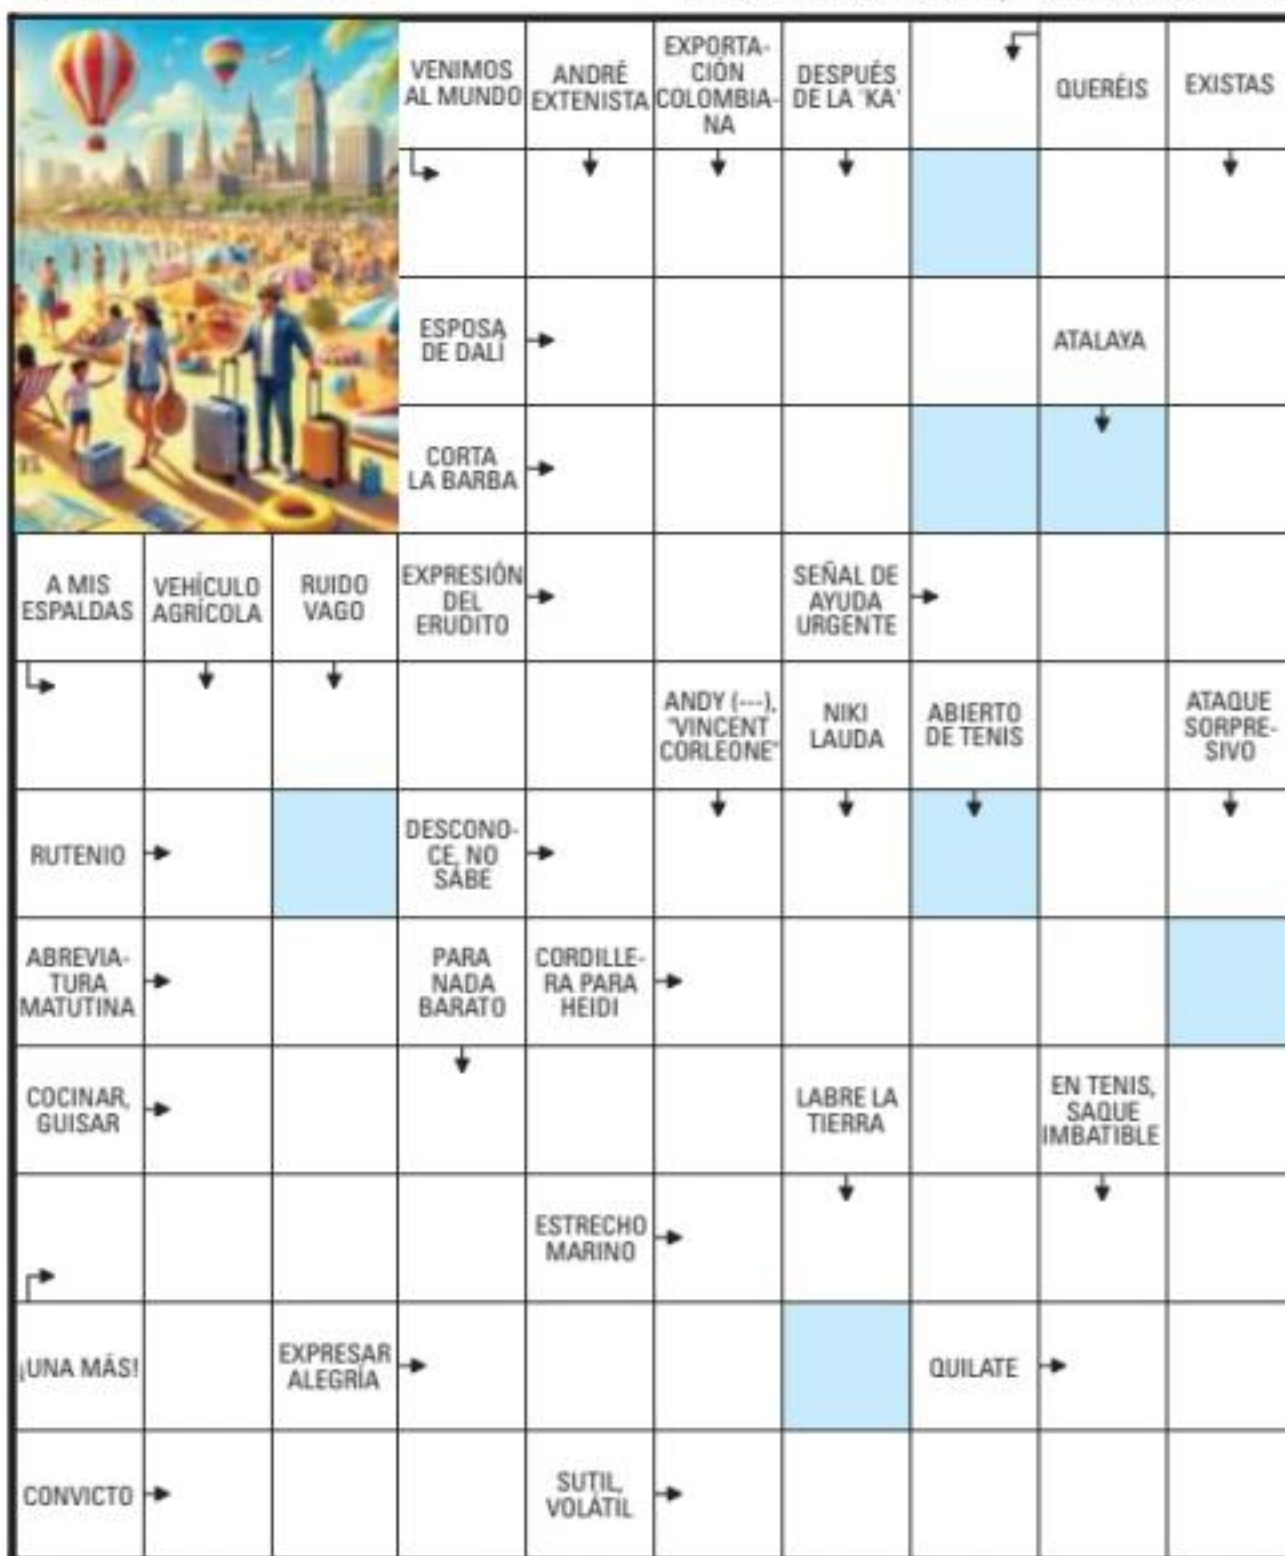 VENIMOS
AL MUNDO
ANDRÉ
EXTENISTA
EXPORTA-
CIÓN
COLOMBIA-
NA
DESPUÉS
DE LA 'KA'
QUERÉIS
EXISTAS
ESPOSA
DE DALÍ
ATALAYA
CORTA
LA BARBA
A MIS
ESPALDAS
VEHÍCULO
AGRÍCOLA
RUIDO
VAGO
EXPRESIÓN
DEL
ERUDITO
SEÑAL DE
AYUDA
URGENTE
ANDY (---),
"VINCENT
CORLEONE"
NIKI
LAUDA
ABIERTO
DE TENIS
ATAQUE
SORPRE-
SIVO
RUTENIO
DESCONO-
CE, NO
SABE
ABREVIA-
TURA
MATUTINA
PARA
NADA
BARATO
CORDILLE-
RA PARA
HEIDI
COCINAR,
GUISAR
LABRE LA
TIERRA
EN TENIS,
SAQUE
IMBATIBLE
ESTRECHO
MARINO
¡UNA MÁS!
EXPRESAR
ALEGRÍA
QUILATE
CONVICTO
SUTIL,
VOLÁTIL